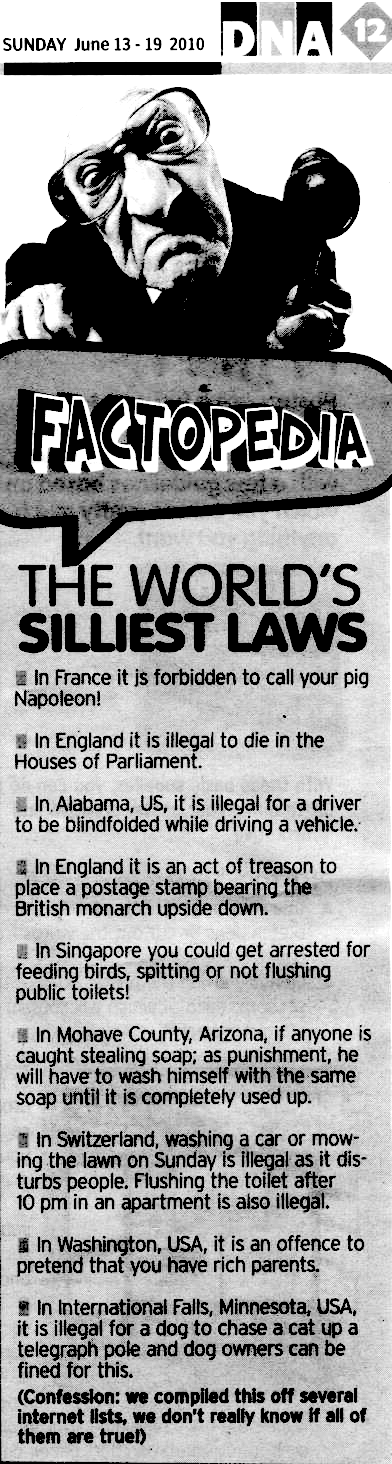 SUNDAY June 13 - 19 2010
DNA
12
FACTOPEDIA
THE WORLD'S
SILLIEST LAWS
In France it is forbidden to call your pig
Napoleon!
In England it is illegal to die in the
Houses of Parliament.
In Alabama, US, it is illegal for a driver
to be blindfolded while driving a vehicle.
In England it is an act of treason to
place a postage stamp bearing the
British monarch upside down.
In Singapore you could get arrested for
feeding birds, spitting or not flushing
public toilets!
In Mohave County, Arizona, if anyone is
caught stealing soap; as punishment, he
will have to wash himself with the same
soap until it is completely used up.
In Switzerland, washing a car or mow-
ing the lawn on Sunday is illegal as it dis-
turbs people. Flushing the toilet after
10 pm in an apartment is also illegal.
In Washington, USA, it is an offence to
pretend that you have rich parents.
In International Falls, Minnesota, USA,
it is illegal for a dog to chase a cat up a
telegraph pole and dog owners can be
fined for this.
(Confession: we compiled this off several
internet lists, we don't really know if all of
them are true!)